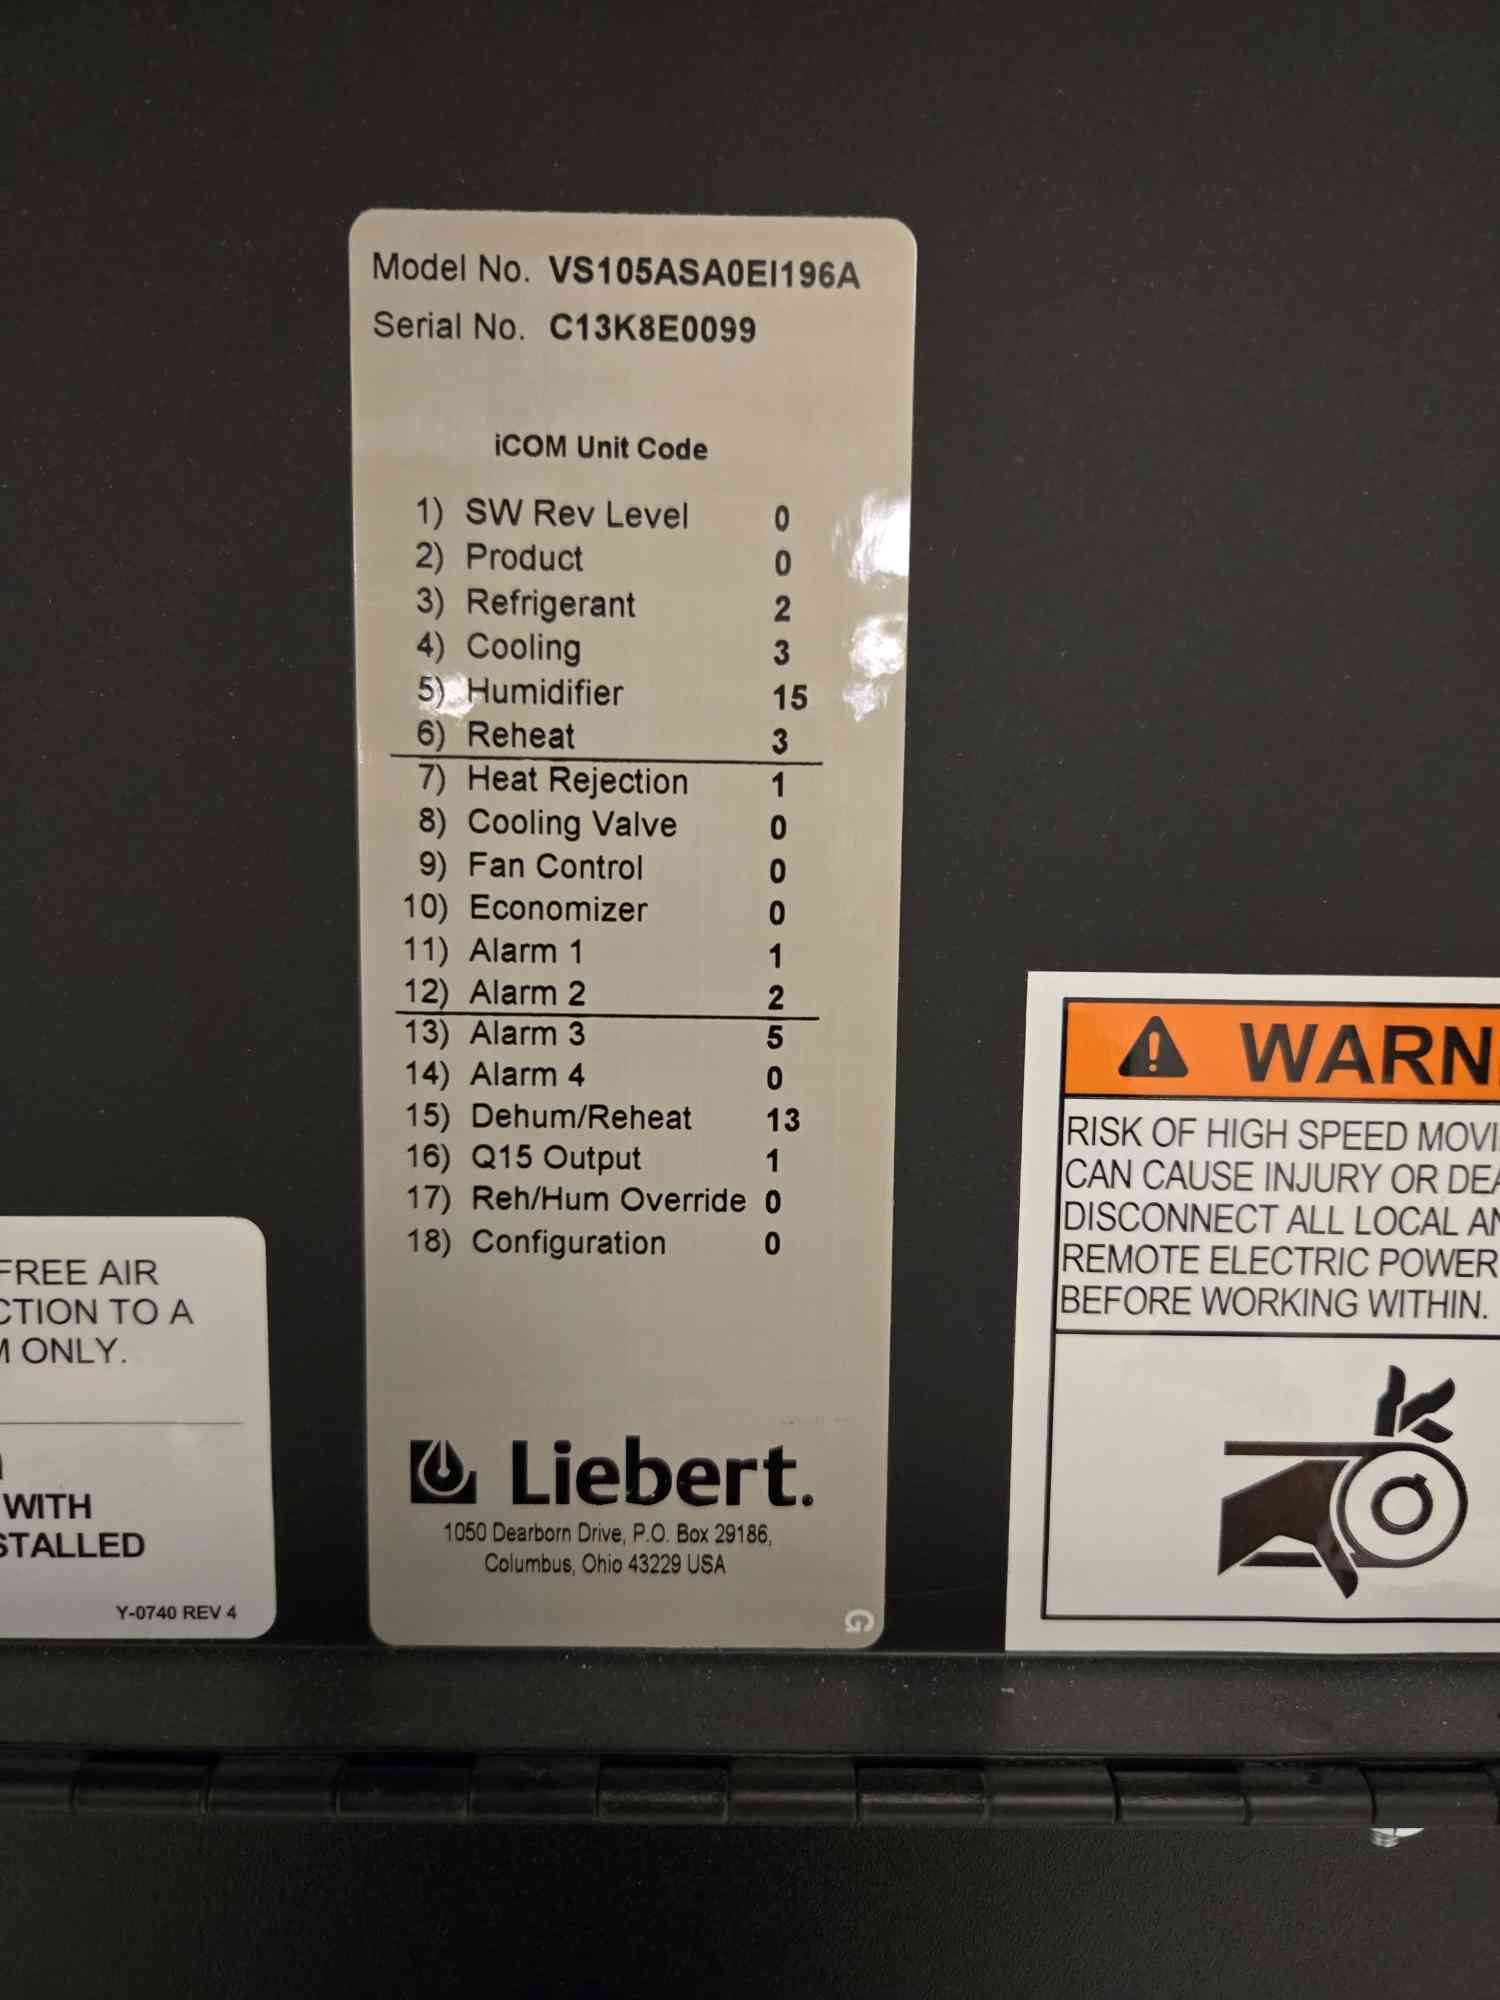 Model No. VS105ASA0EI196A
Serial No. C13K8E0099
iCOM Unit Code
1) SW Rev Level 0
2) Product 0
3) Refrigerant 2
4) Cooling 3
5) Humidifier 15
6) Reheat 3
7) Heat Rejection 1
8) Cooling Valve 0
9) Fan Control 0
10) Economizer 0
11) Alarm 1 1
12) Alarm 2 2
13) Alarm 3 5
14) Alarm 4 0
15) Dehum/Reheat 13
16) Q15 Output 1
17) Reh/Hum Override 0
18) Configuration 0
Liebert.
1050 Dearborn Drive, P.O. Box 29186,
Columbus, Ohio 43229 USA
G
FREE AIR
CTION TO A
ONLY.
WITH
STALLED
Y-0740 REV 4
WARN
RISK OF HIGH SPEED MOVI
CAN CAUSE INJURY OR DEA
DISCONNECT ALL LOCAL AN
REMOTE ELECTRIC POWER
BEFORE WORKING WITHIN.